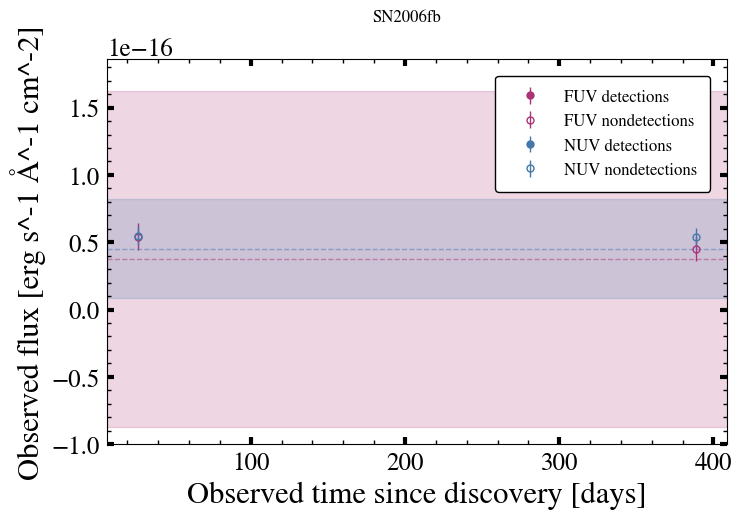 SN2006fb
1e−16
Observed flux [erg s^-1 Å^-1 cm^-2]
1.5
1.0
0.5
0.0
−0.5
−1.0
FUV detections
FUV nondetections
NUV detections
NUV nondetections
100
200
300
400
Observed time since discovery [days]